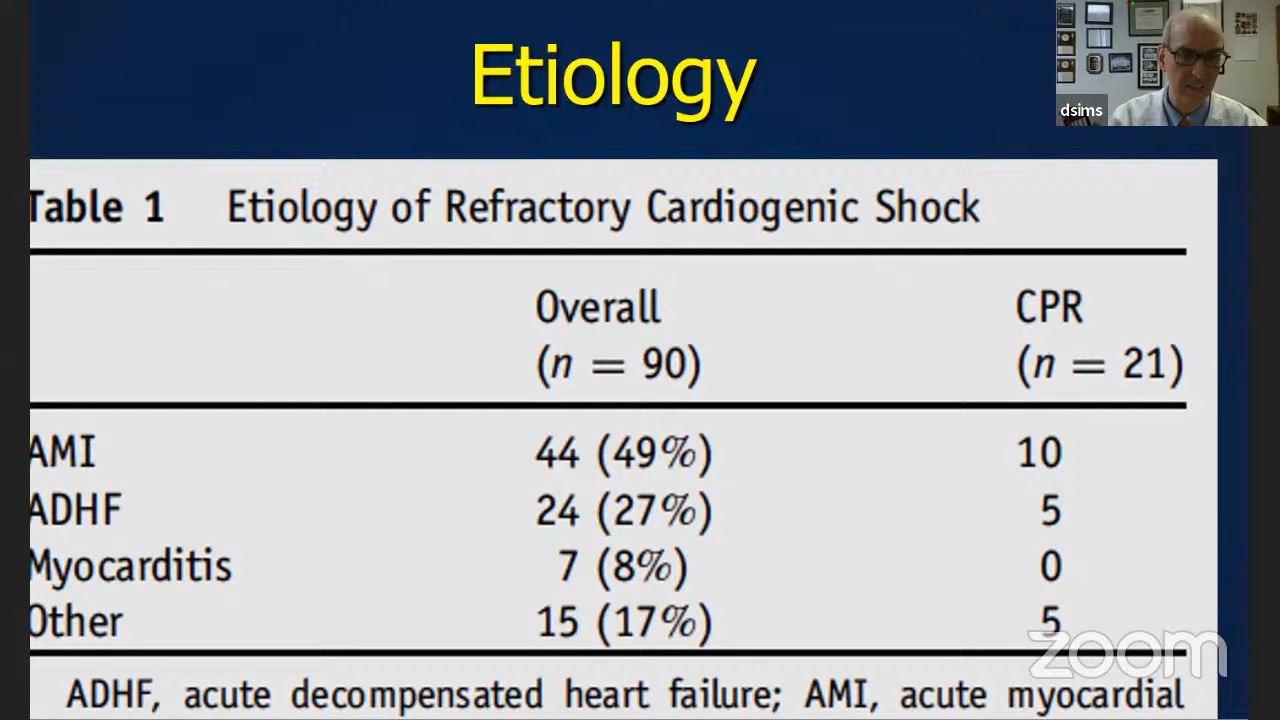 Etiology
dsims
Table 1 Etiology of Refractory Cardiogenic Shock
Overall CPR
(n = 90) (n = 21)
AMI 44 (49%) 10
ADHF 24 (27%) 5
Myocarditis 7 (8%) 0
Other 15 (17%) 5
zoom
ADHF, acute decompensated heart failure; AMI, acute myocardial